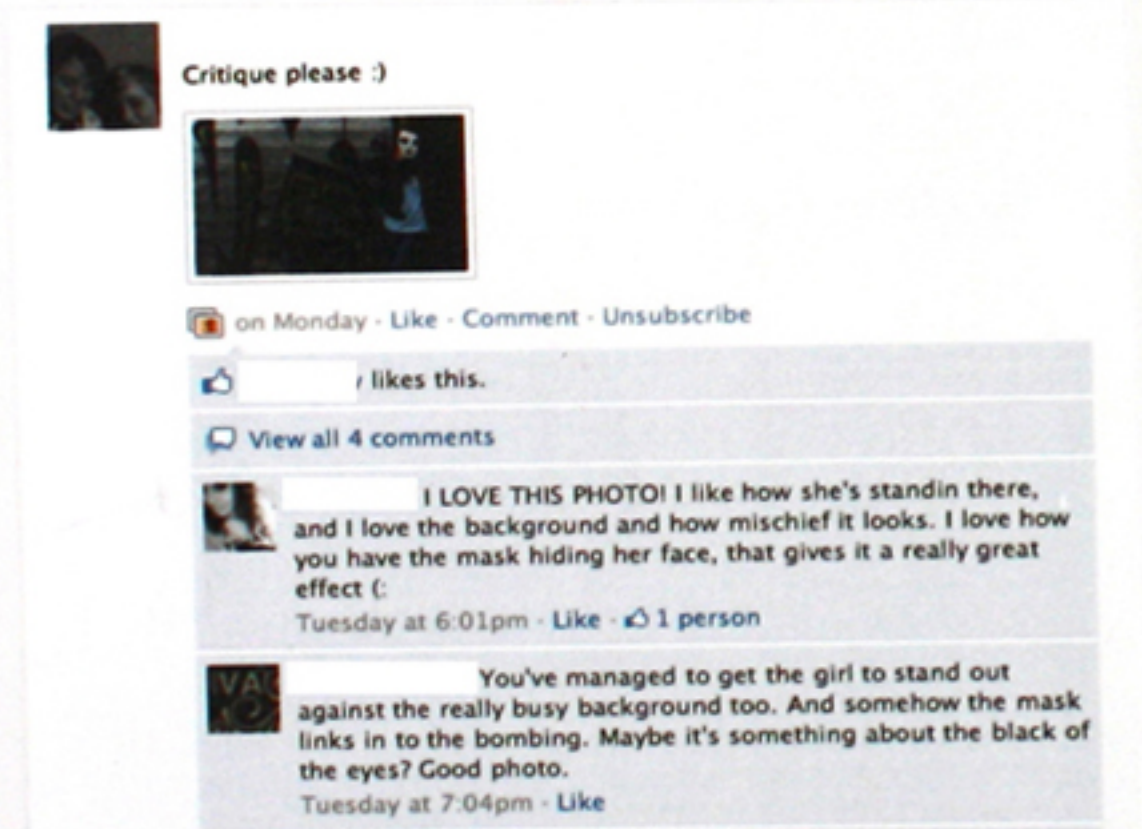 Critique please :)
on Monday · Like · Comment · Unsubscribe
likes this.
View all 4 comments
I LOVE THIS PHOTO! I like how she's standin there,
and I love the background and how mischief it looks. I love how
you have the mask hiding her face, that gives it a really great
effect (:
Tuesday at 6:01pm · Like · 1 person
You've managed to get the girl to stand out
against the really busy background too. And somehow the mask
links in to the bombing. Maybe it's something about the black of
the eyes? Good photo.
Tuesday at 7:04pm · Like